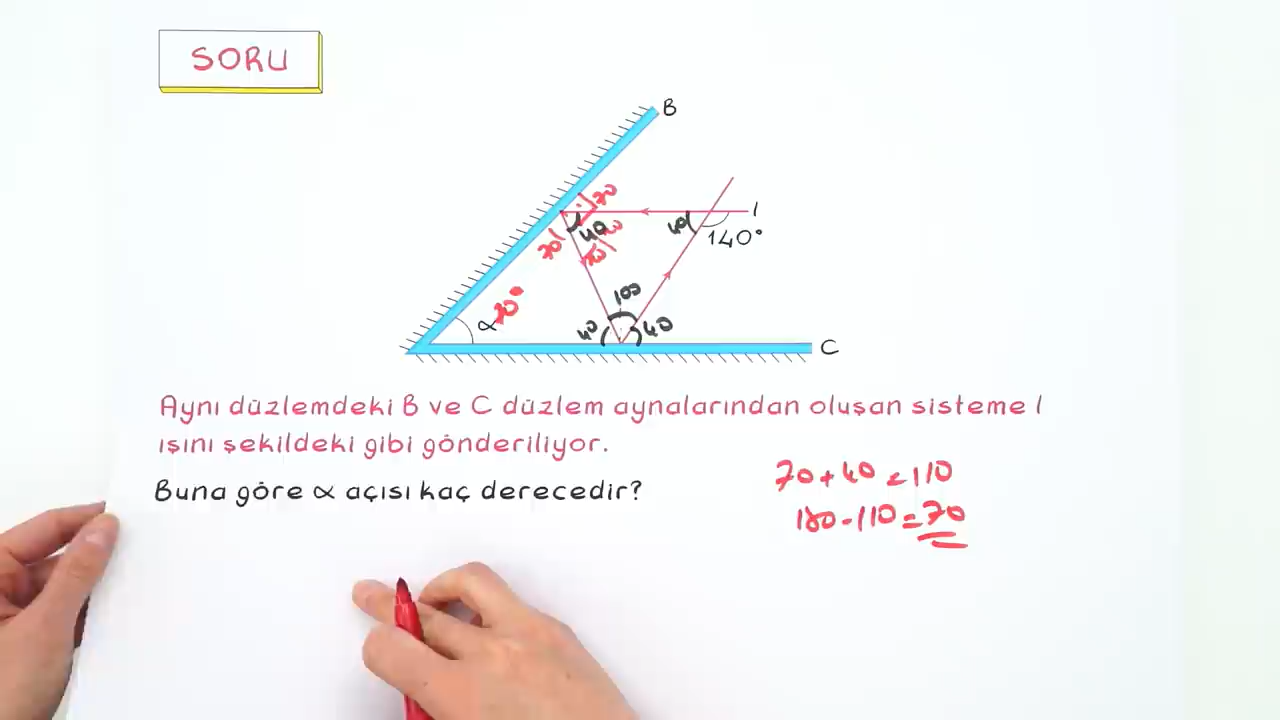 SORU
B
70
I
40
40
20
140°
70
70
α 70°
100
40
40
C
Aynı düzlemdeki B ve C düzlem aynalarından oluşan sisteme I
ışını şekildeki gibi gönderiliyor.
Buna göre α açısı kaç derecedir?
70 + 40 = 110
180 - 110 = 70